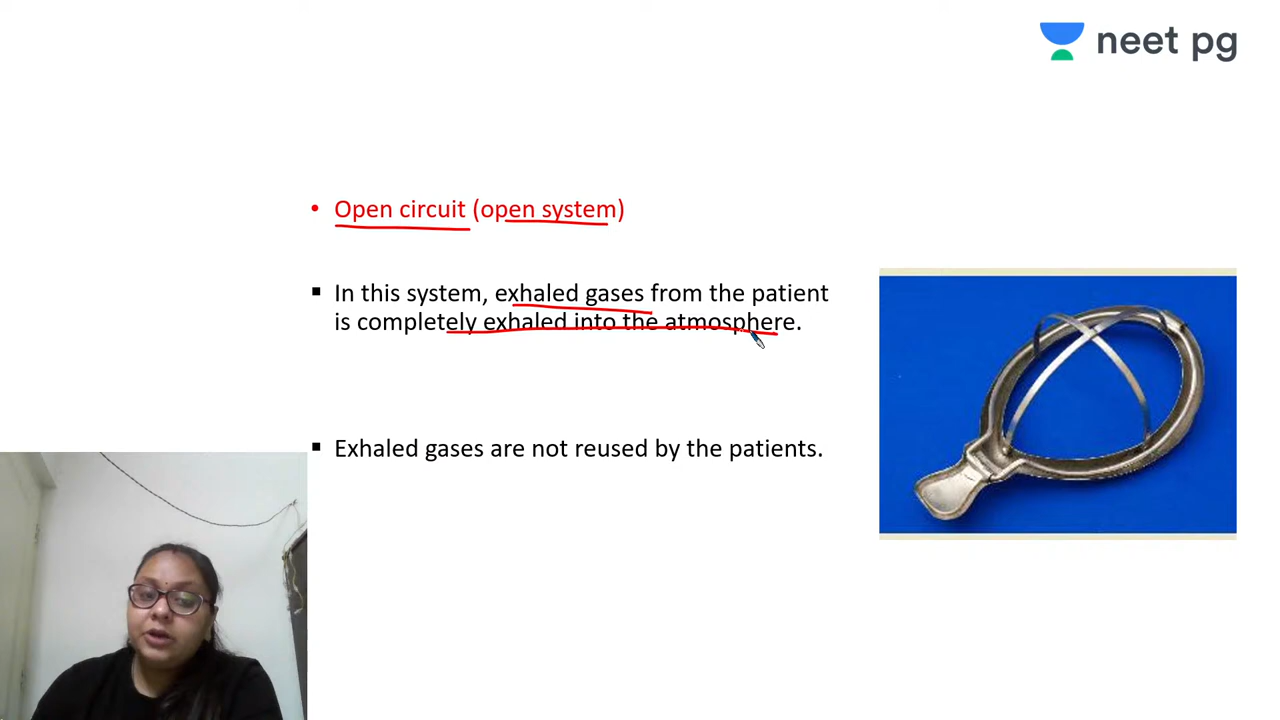 neet pg
• Open circuit (open system)
▪ In this system, exhaled gases from the patient
is completely exhaled into the atmosphere.
▪ Exhaled gases are not reused by the patients.